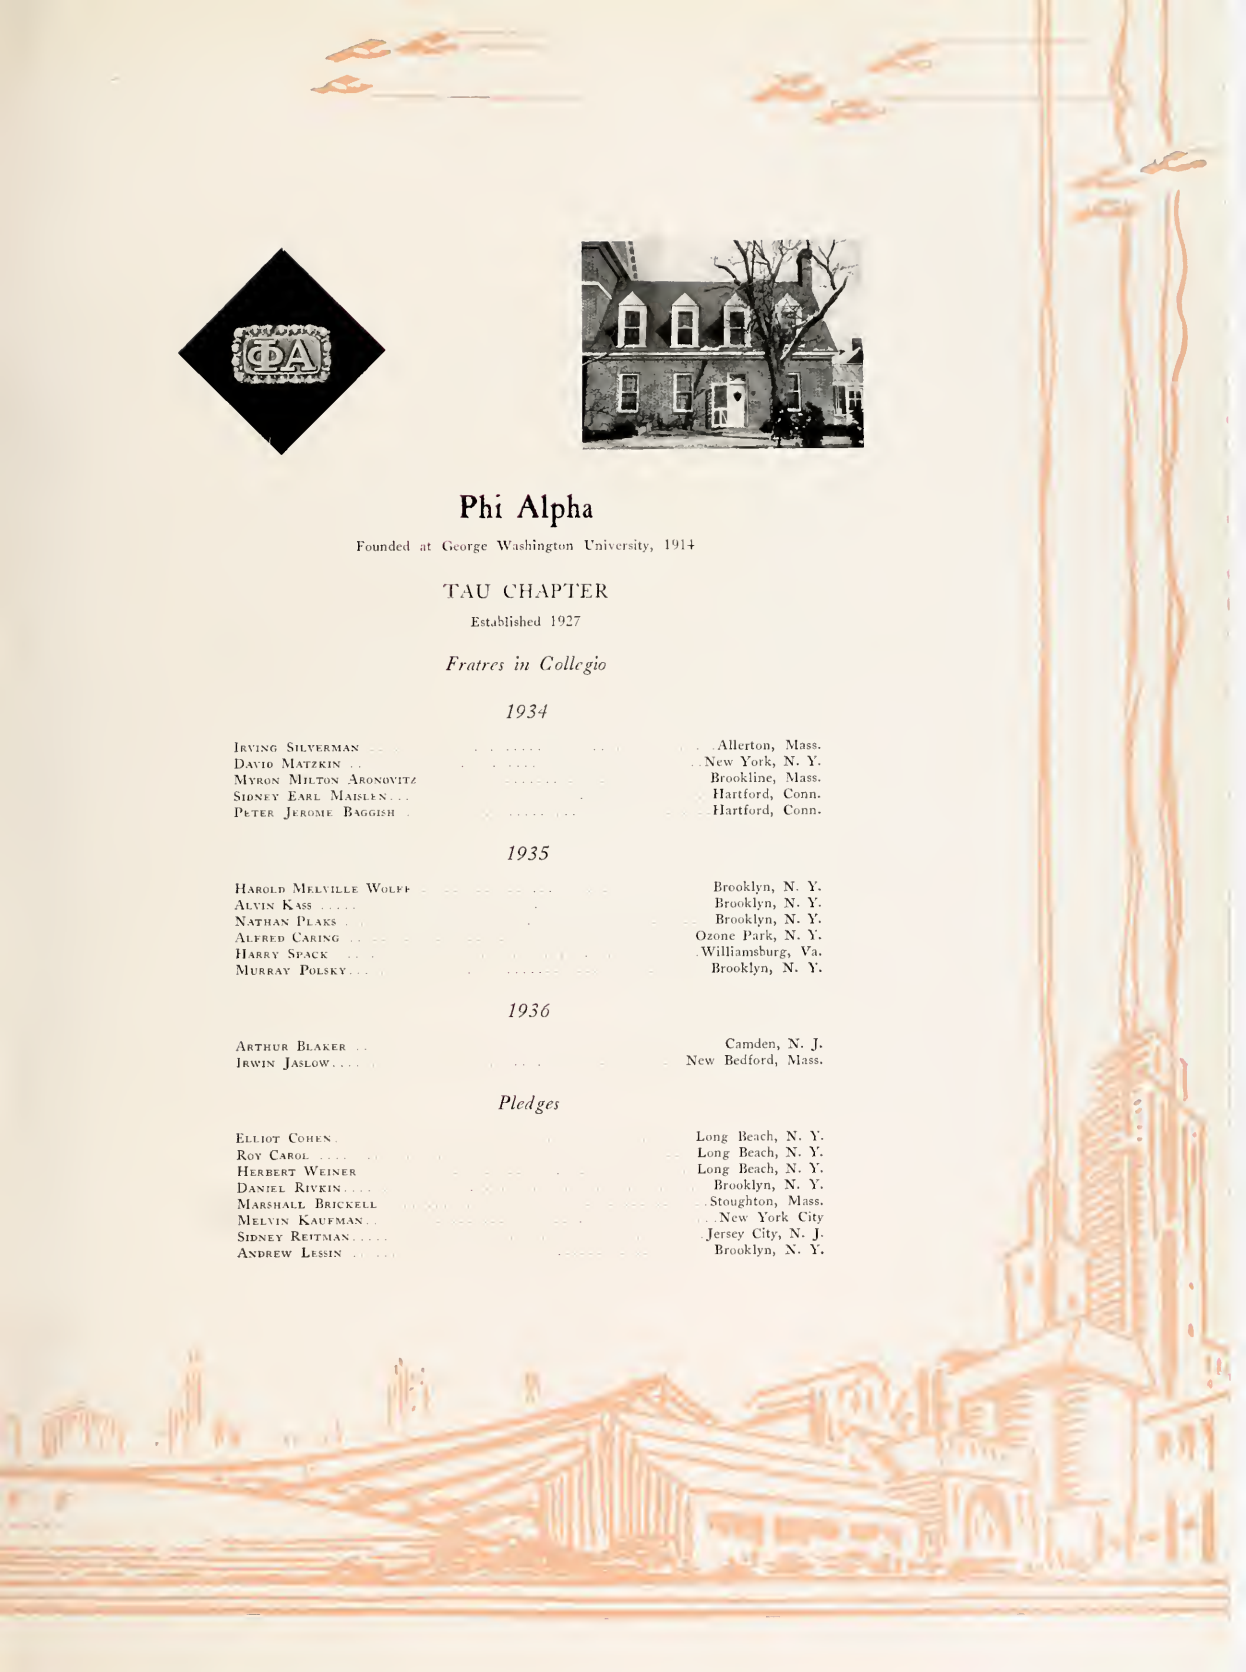 ΦΑ
Phi Alpha
Founded at George Washington University, 1914
TAU CHAPTER
Established 1927
Fratres in Collegio
1934
IRVING SILVERMAN Allerton, Mass.
DAVID MATZKIN New York, N. Y.
MYRON MILTON ARONOVITZ Brookline, Mass.
SIDNEY EARL MAISLEN Hartford, Conn.
PETER JEROME BAGGISH Hartford, Conn.
1935
HAROLD MELVILLE WOLFF Brooklyn, N. Y.
ALVIN KASS Brooklyn, N. Y.
NATHAN PLAKS Brooklyn, N. Y.
ALFRED CARING Ozone Park, N. Y.
HARRY SPACK Williamsburg, Va.
MURRAY POLSKY Brooklyn, N. Y.
1936
ARTHUR BLAKER Camden, N. J.
IRWIN JASLOW New Bedford, Mass.
Pledges
ELLIOT COHEN Long Beach, N. Y.
ROY CAROL Long Beach, N. Y.
HERBERT WEINER Long Beach, N. Y.
DANIEL RIVKIN Brooklyn, N. Y.
MARSHALL BRICKELL Stoughton, Mass.
MELVIN KAUFMAN New York City
SIDNEY REITMAN Jersey City, N. J.
ANDREW LESSIN Brooklyn, N. Y.